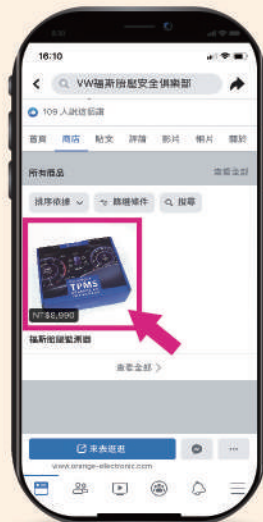 16:10
VW福斯胎壓安全俱樂部
109 人說這個讚
首頁 商店 貼文 評論 影片 相片 關於
所有商品 查看全部
排序依據 篩選條件 搜尋
TPMS
NT$8,990
福斯胎壓監測器
查看全部
來去逛逛
www.orange-electronic.com